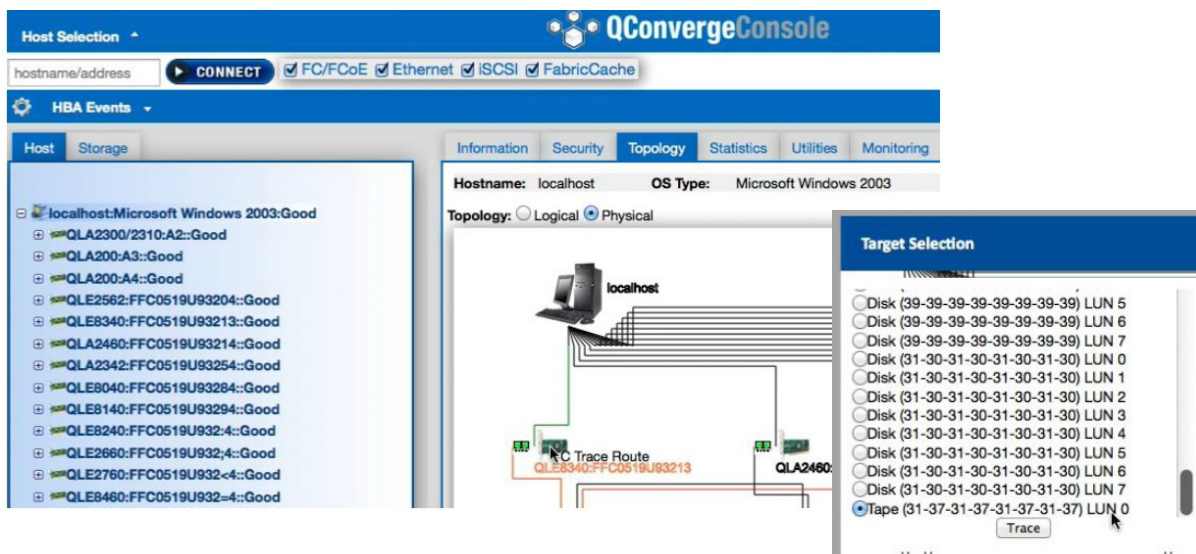 Host Selection
QConvergeConsole
hostname/address
CONNECT
FC/FCoE Ethernet iSCSI FabricCache
HBA Events
Host Storage
localhost:Microsoft Windows 2003:Good
QLA2300/2310:A2::Good
QLA200:A3::Good
QLA200:A4::Good
QLE2562:FFC0519U93204::Good
QLE8340:FFC0519U93213::Good
QLA2460:FFC0519U93214::Good
QLA2342:FFC0519U93254::Good
QLE8040:FFC0519U93284::Good
QLE8140:FFC0519U93294::Good
QLE8240:FFC0519U932:4::Good
QLE2660:FFC0519U932;4::Good
QLE2760:FFC0519U932<4::Good
QLE8460:FFC0519U932=4::Good
Information Security Topology Statistics Utilities Monitoring
Hostname: localhost OS Type: Microsoft Windows 2003
Topology: Logical Physical
localhost
C Trace Route
QLE8340:FFC0519U93213
QLA2460:
Target Selection
Disk (39-39-39-39-39-39-39-39) LUN 5
Disk (39-39-39-39-39-39-39-39) LUN 6
Disk (39-39-39-39-39-39-39-39) LUN 7
Disk (31-30-31-30-31-30-31-30) LUN 0
Disk (31-30-31-30-31-30-31-30) LUN 1
Disk (31-30-31-30-31-30-31-30) LUN 2
Disk (31-30-31-30-31-30-31-30) LUN 3
Disk (31-30-31-30-31-30-31-30) LUN 4
Disk (31-30-31-30-31-30-31-30) LUN 5
Disk (31-30-31-30-31-30-31-30) LUN 6
Disk (31-30-31-30-31-30-31-30) LUN 7
Tape (31-37-31-37-31-37-31-37) LUN 0
Trace